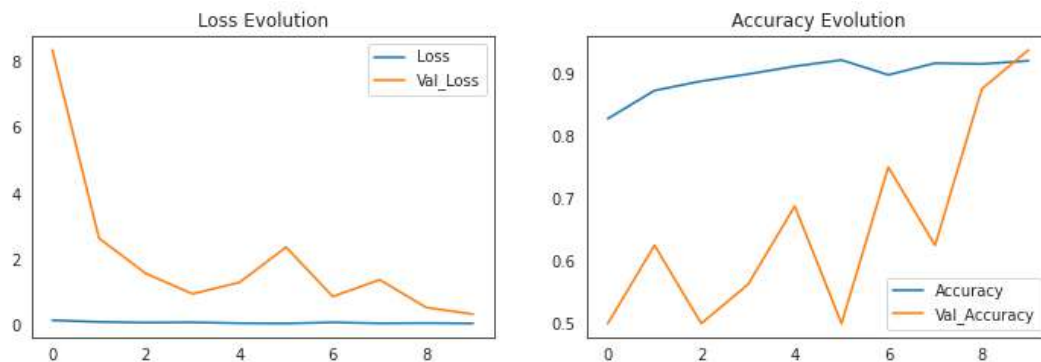 Loss Evolution
8
6
4
2
0
0 2 4 6 8
Loss
Val_Loss
Accuracy Evolution
0.9
0.8
0.7
0.6
0.5
0 2 4 6 8
Accuracy
Val_Accuracy